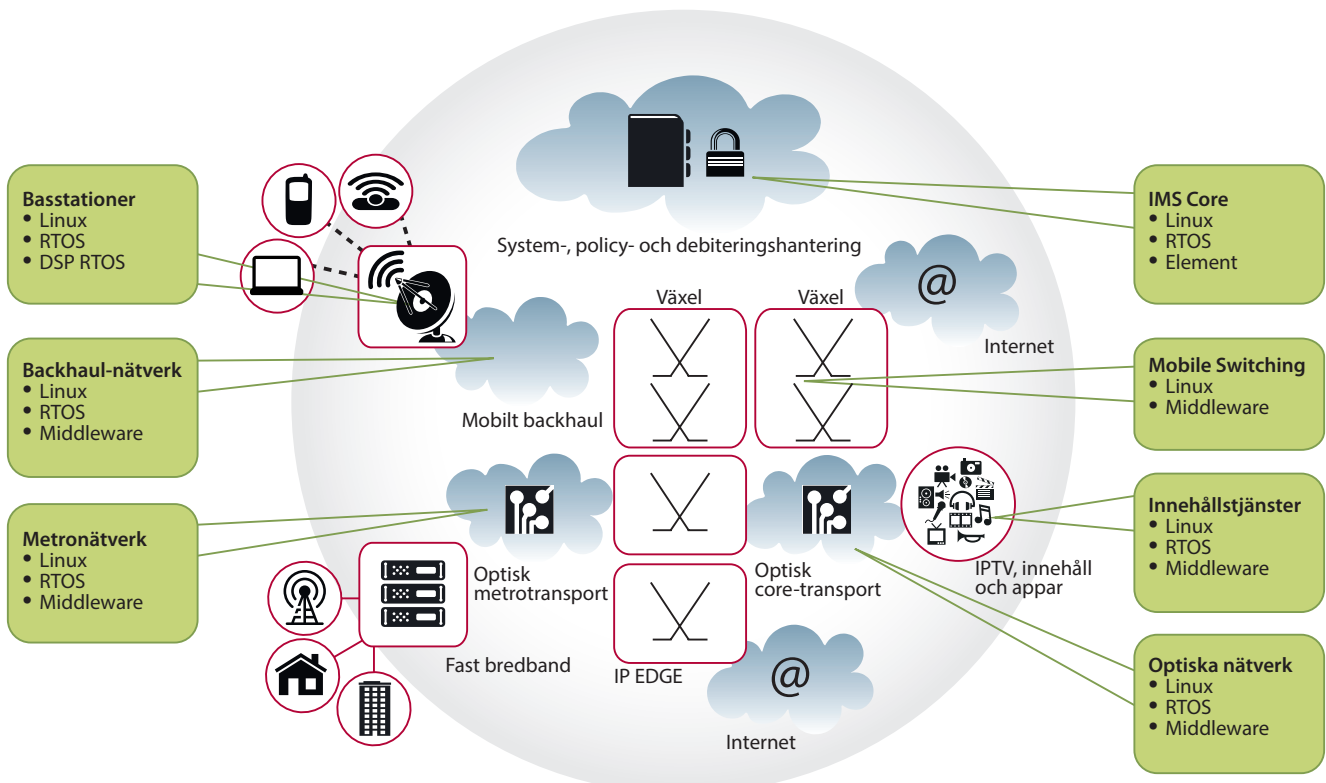 System-, policy- och debiteringshantering
Basstationer
• Linux
• RTOS
• DSP RTOS
Backhaul-nätverk
• Linux
• RTOS
• Middleware
Metronätverk
• Linux
• RTOS
• Middleware
Mobilt backhaul
Optisk
metrotransport
Fast bredband
Växel
Växel
IP EDGE
Optisk
core-transport
@
Internet
IPTV, innehåll
och appar
@
Internet
IMS Core
• Linux
• RTOS
• Element
Mobile Switching
• Linux
• Middleware
Innehållstjänster
• Linux
• RTOS
• Middleware
Optiska nätverk
• Linux
• RTOS
• Middleware